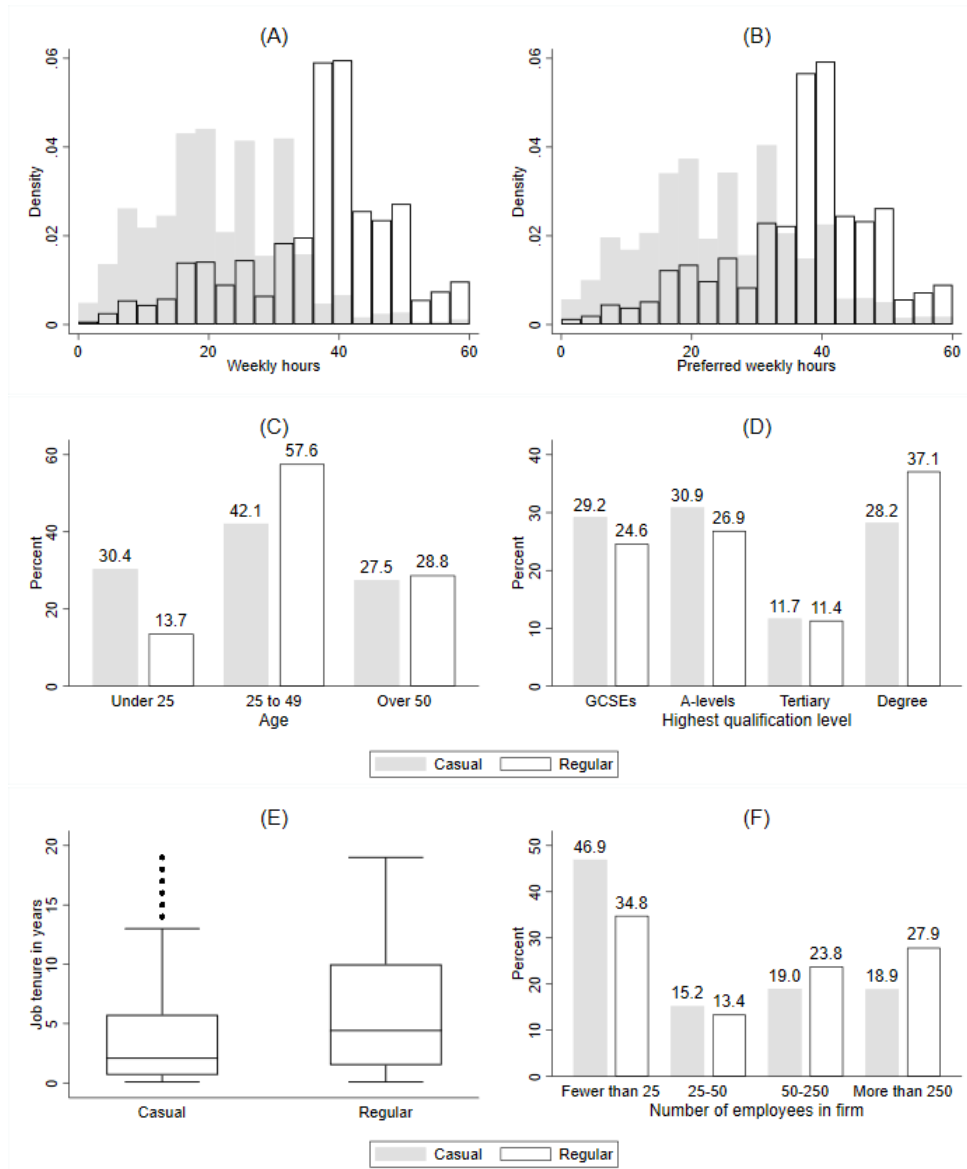 (A)
(B)
Density
.06
.04
.02
0
0 20 40 60
Weekly hours
Density
.06
.04
.02
0
0 20 40 60
Preferred weekly hours
(C)
(D)
Percent
60
40
20
0
30.4
13.7
42.1
57.6
27.5
28.8
Under 25 25 to 49 Over 50
Age
Percent
40
30
20
10
0
29.2
24.6
30.9
26.9
11.7
11.4
28.2
37.1
GCSEs A-levels Tertiary Degree
Highest qualification level
Casual Regular
(E)
(F)
Job tenure in years
20
15
10
5
0
Casual Regular
Percent
50
40
30
20
10
0
46.9
34.8
15.2
13.4
19.0
23.8
18.9
27.9
Fewer than 25 25-50 50-250 More than 250
Number of employees in firm
Casual Regular